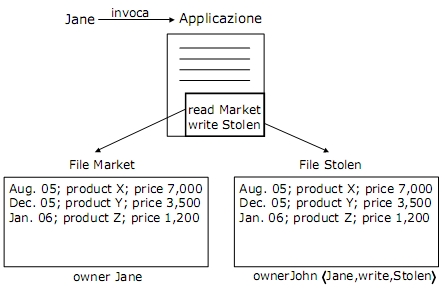 Jane invoca Applicazione
read Market
write Stolen
File Market
Aug. 05; product X; price 7,000
Dec. 05; product Y; price 3,500
Jan. 06; product Z; price 1,200
owner Jane
File Stolen
Aug. 05; product X; price 7,000
Dec. 05; product Y; price 3,500
Jan. 06; product Z; price 1,200
ownerJohn ⟨Jane,write,Stolen⟩